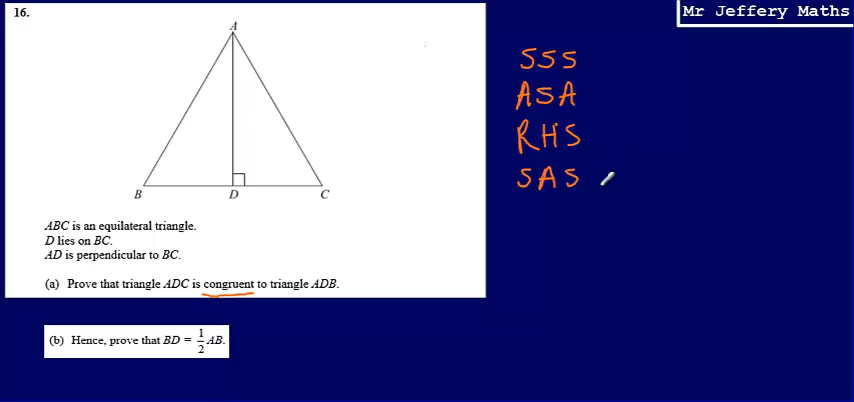 Mr Jeffery Maths
16.
A
B
D
C
ABC is an equilateral triangle.
D lies on BC.
AD is perpendicular to BC.
(a) Prove that triangle ADC is congruent to triangle ADB.
(b) Hence, prove that BD = 1/2 AB.
SSS
ASA
RHS
SAS